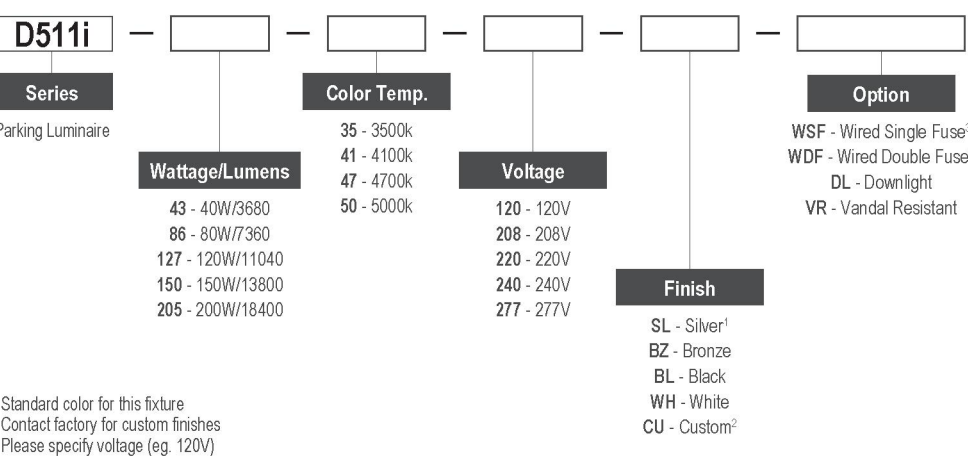 D511i
Series
Parking Luminaire
Wattage/Lumens
43 - 40W/3680
86 - 80W/7360
127 - 120W/11040
150 - 150W/13800
205 - 200W/18400
Color Temp.
35 - 3500k
41 - 4100k
47 - 4700k
50 - 5000k
Voltage
120 - 120V
208 - 208V
220 - 220V
240 - 240V
277 - 277V
Finish
SL - Silver¹
BZ - Bronze
BL - Black
WH - White
CU - Custom²
Option
WSF - Wired Single Fuse³
WDF - Wired Double Fuse
DL - Downlight
VR - Vandal Resistant
Standard color for this fixture
Contact factory for custom finishes
Please specify voltage (eg. 120V)